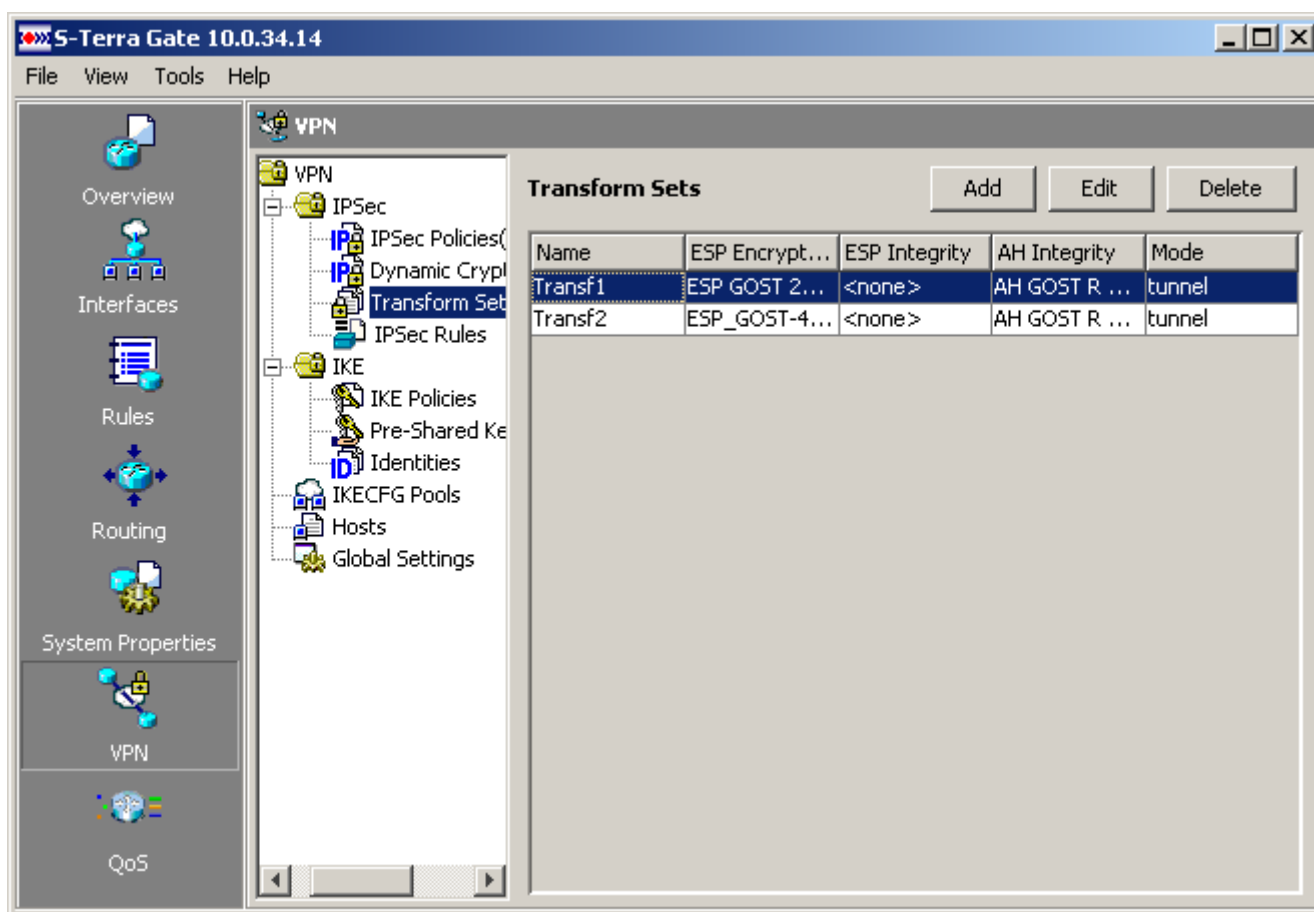 S-Terra Gate 10.0.34.14
File View Tools Help
VPN
Overview
Interfaces
Rules
Routing
System Properties
VPN
QoS
VPN
IPSec
IPSec Policies(
Dynamic Crypl
Transform Set
IPSec Rules
IKE
IKE Policies
Pre-Shared Ke
Identities
IKECFG Pools
Hosts
Global Settings
Transform Sets Add Edit Delete
Name ESP Encrypt... ESP Integrity AH Integrity Mode
Transf1 ESP GOST 2... <none> AH GOST R ... tunnel
Transf2 ESP_GOST-4... <none> AH GOST R ... tunnel